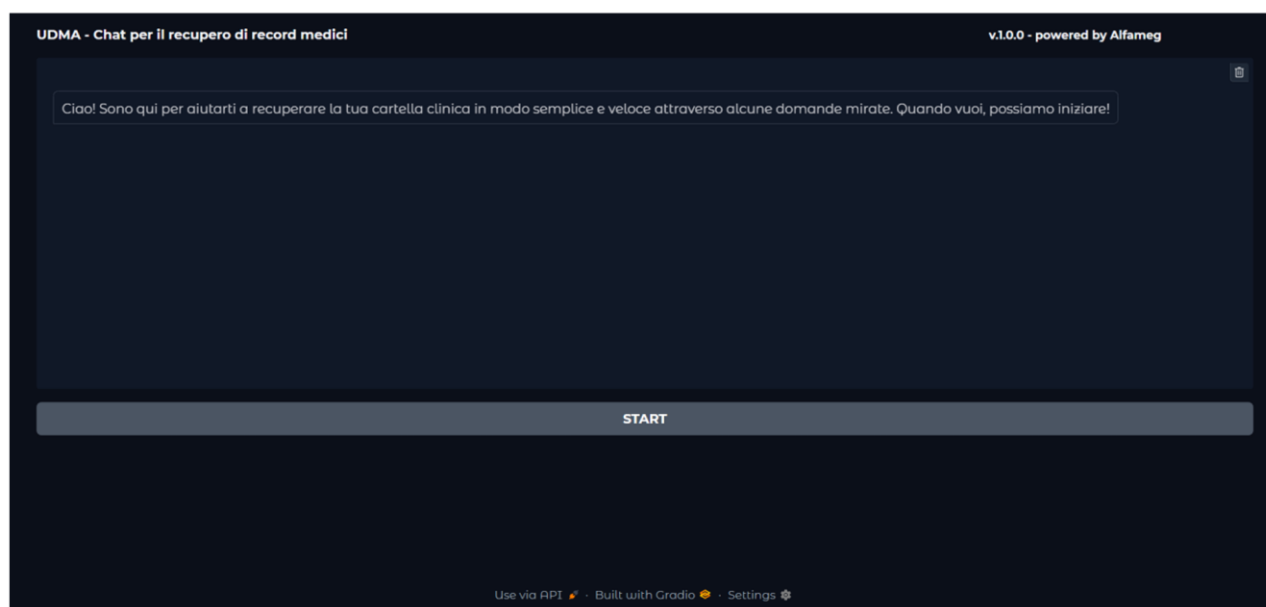 UDMA - Chat per il recupero di record medici
v.1.0.0 - powered by Alfameg
Ciao! Sono qui per aiutarti a recuperare la tua cartella clinica in modo semplice e veloce attraverso alcune domande mirate. Quando vuoi, possiamo iniziare!
START
Use via API · Built with Gradio · Settings